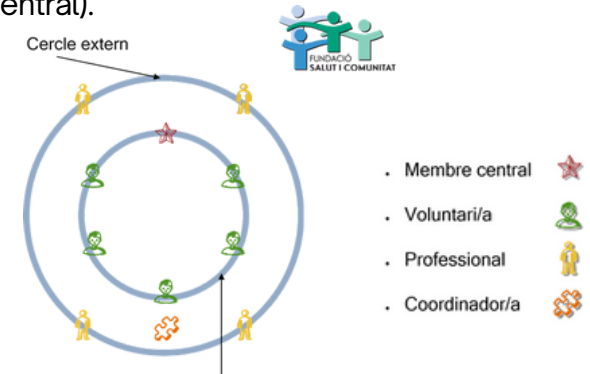 entral).
Cercle extern
FUNDACIÓ
SALUT I COMUNITAT
. Membre central
. Voluntari/a
. Professional
. Coordinador/a